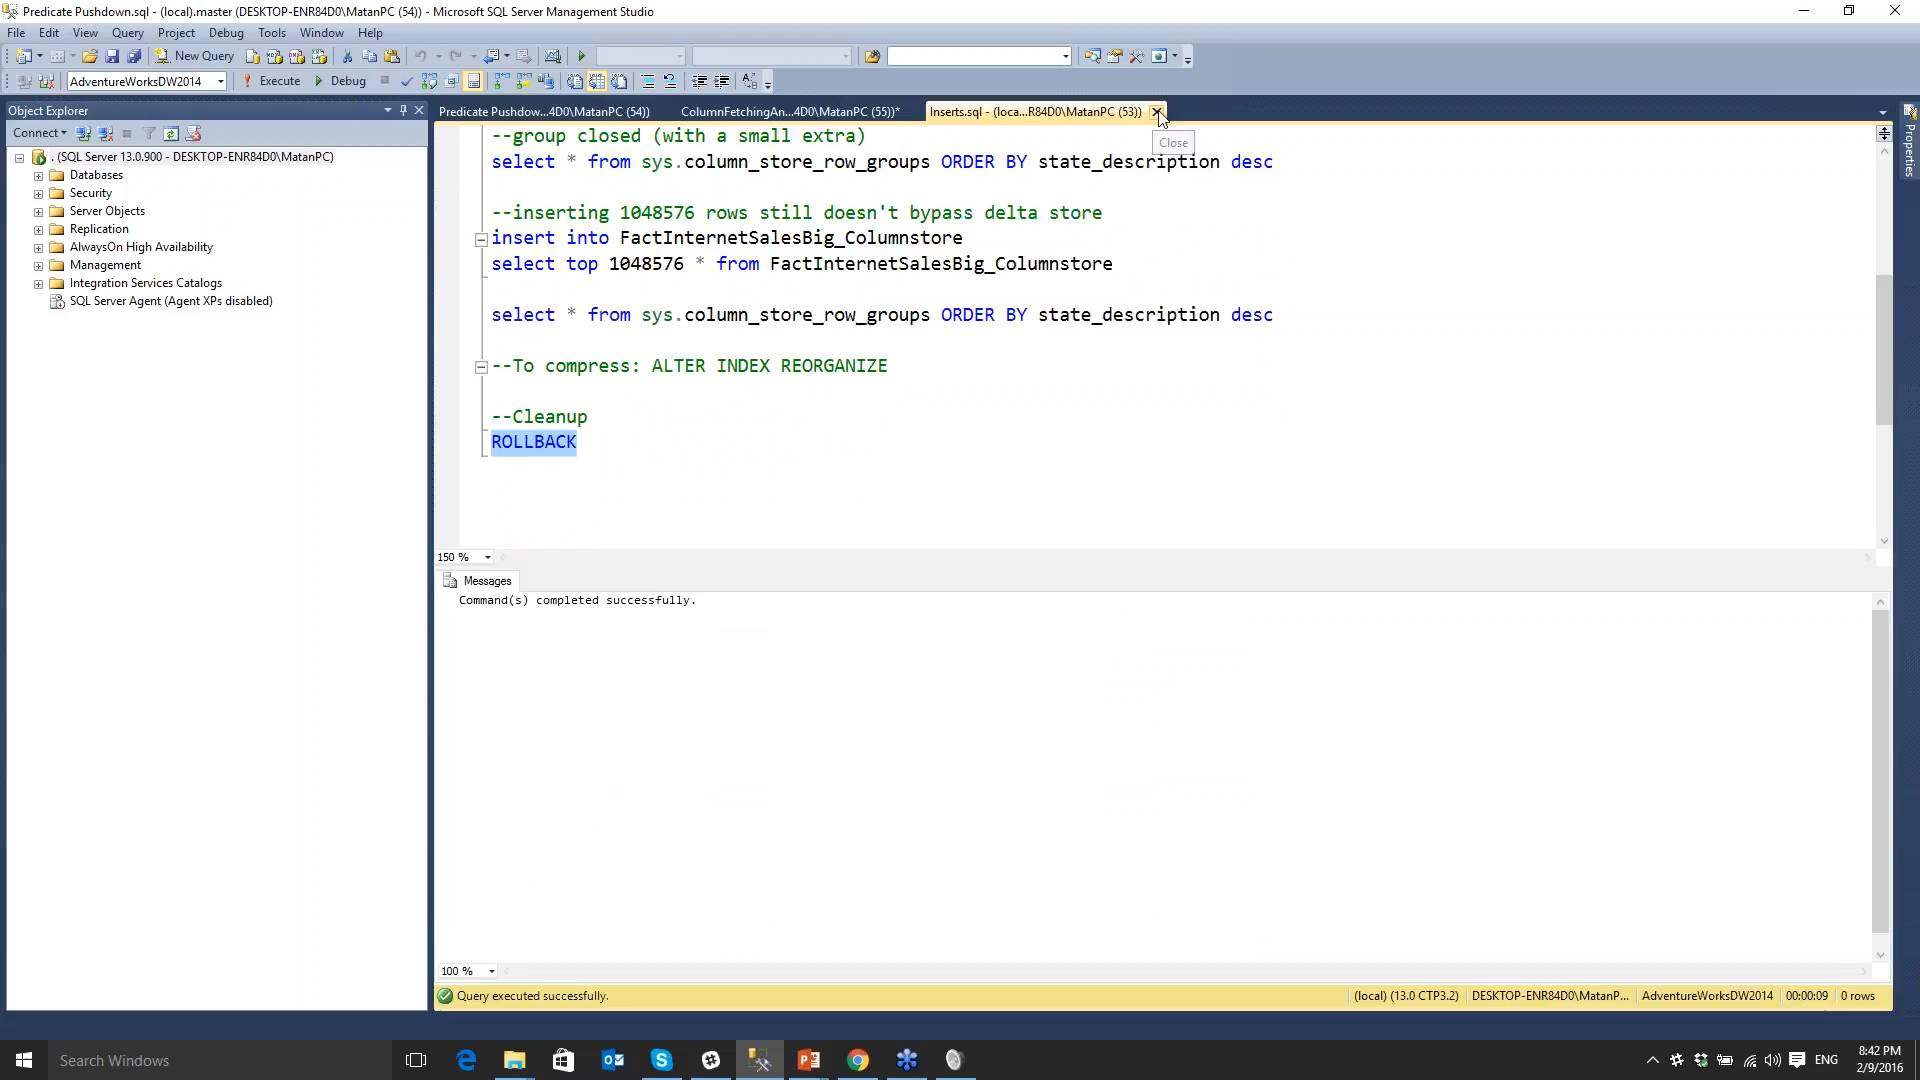 Predicate Pushdown.sql - (local).master (DESKTOP-ENR84D0\MatanPC (54)) - Microsoft SQL Server Management Studio
File Edit View Query Project Debug Tools Window Help
New Query
AdventureWorksDW2014 Execute Debug
Object Explorer
Predicate Pushdow...4D0\MatanPC (54)) ColumnFetchingAn...4D0\MatanPC (55))* Inserts.sql - (loca...R84D0\MatanPC (53))
Close
Properties
Connect
. (SQL Server 13.0.900 - DESKTOP-ENR84D0\MatanPC)
Databases
Security
Server Objects
Replication
AlwaysOn High Availability
Management
Integration Services Catalogs
SQL Server Agent (Agent XPs disabled)
--group closed (with a small extra)
select * from sys.column_store_row_groups ORDER BY state_description desc
--inserting 1048576 rows still doesn't bypass delta store
insert into FactInternetSalesBig_Columnstore
select top 1048576 * from FactInternetSalesBig_Columnstore
select * from sys.column_store_row_groups ORDER BY state_description desc
--To compress: ALTER INDEX REORGANIZE
--Cleanup
ROLLBACK
150 %
Messages
Command(s) completed successfully.
100 %
Query executed successfully. (local) (13.0 CTP3.2) DESKTOP-ENR84D0\MatanP... AdventureWorksDW2014 00:00:09 0 rows
Search Windows
ENG
8:42 PM
2/9/2016